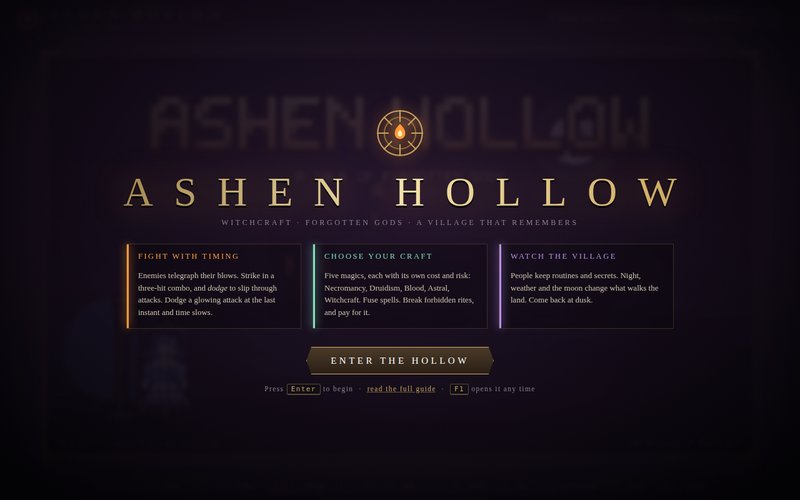 ASHEN HOLLOW
ASHEN HOLLOW
WITCHCRAFT · FORGOTTEN GODS · A VILLAGE THAT REMEMBERS
FIGHT WITH TIMING
Enemies telegraph their blows. Strike in a
three-hit combo, and dodge to slip through
attacks. Dodge a glowing attack at the last
instant and time slows.
CHOOSE YOUR CRAFT
Five magics, each with its own cost and risk:
Necromancy, Druidism, Blood, Astral,
Witchcraft. Fuse spells. Break forbidden rites,
and pay for it.
WATCH THE VILLAGE
People keep routines and secrets. Night,
weather and the moon change what walks the
land. Come back at dusk.
ENTER THE HOLLOW
Press Enter to begin · read the full guide · F1 opens it any time